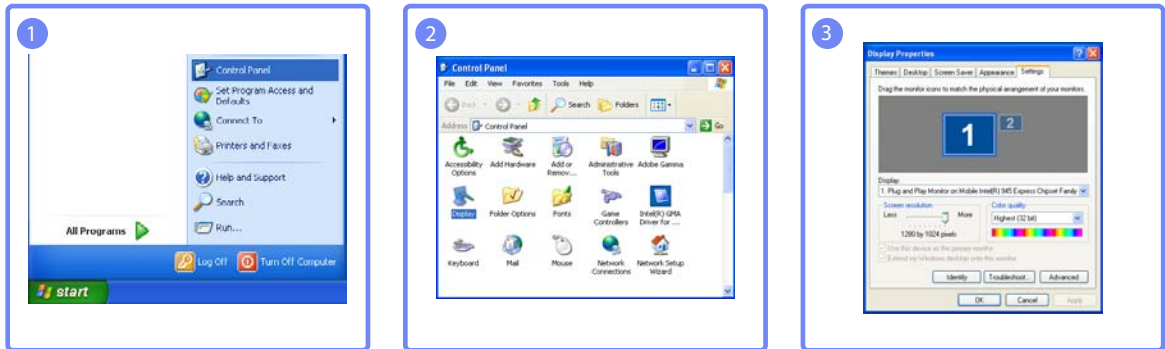 1
Control Panel
Set Program Access and
Defaults
Connect To
Printers and Faxes
Help and Support
Search
Run...
All Programs
Log Off
Turn Off Computer
start
2
Control Panel
File Edit View Favorites Tools Help
Back
Search
Folders
Address
Control Panel
Go
Accessibility
Options
Add Hardware
Add or
Remov...
Administrative
Tools
Adobe Gamma
Display
Folder Options
Fonts
Game
Controllers
Intel(R) GMA
Driver for ...
Keyboard
Mail
Mouse
Network
Connections
Network Setup
Wizard
3
Display Properties
Themes Desktop Screen Saver Appearance Settings
Drag the monitor icons to match the physical arrangement of your monitors.
1 2
Display:
1. Plug and Play Monitor on Mobile Intel(R) 945 Express Chipset Family
Screen resolution
Less More
1280 by 1024 pixels
Color quality
Highest (32 bit)
Use this device as the primary monitor.
Extend my Windows desktop onto this monitor.
Identify Troubleshoot... Advanced
OK Cancel Apply